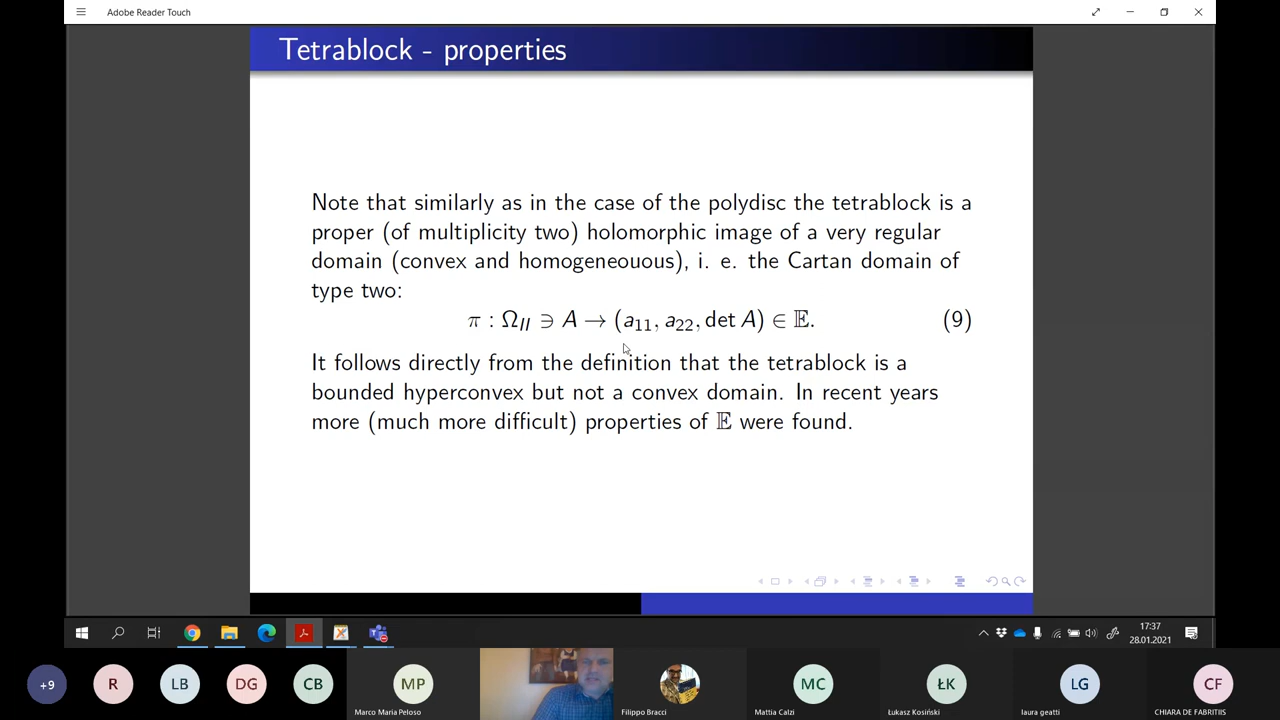 Adobe Reader Touch
Tetrablock - properties
Note that similarly as in the case of the polydisc the tetrablock is a
proper (of multiplicity two) holomorphic image of a very regular
domain (convex and homogeneouous), i. e. the Cartan domain of
type two:
π : Ω_II ∋ A → (a₁₁, a₂₂, det A) ∈ 𝔼. (9)
It follows directly from the definition that the tetrablock is a
bounded hyperconvex but not a convex domain. In recent years
more (much more difficult) properties of 𝔼 were found.
17:37
28.01.2021
+9 R LB DG CB MP MC ŁK LG CF
Marco Maria Peloso Filippo Bracci Mattia Calzi Łukasz Kosiński laura geatti CHIARA DE FABRITIIS